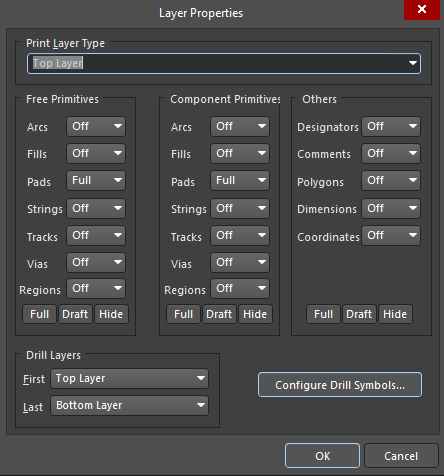 Layer Properties
Print Layer Type
Top Layer
Free Primitives
Arcs Off
Fills Off
Pads Full
Strings Off
Tracks Off
Vias Off
Regions Off
Full Draft Hide
Component Primitives
Arcs Off
Fills Off
Pads Full
Strings Off
Tracks Off
Vias Off
Regions Off
Full Draft Hide
Others
Designators Off
Comments Off
Polygons Off
Dimensions Off
Coordinates Off
Full Draft Hide
Drill Layers
First Top Layer
Last Bottom Layer
Configure Drill Symbols...
OK Cancel